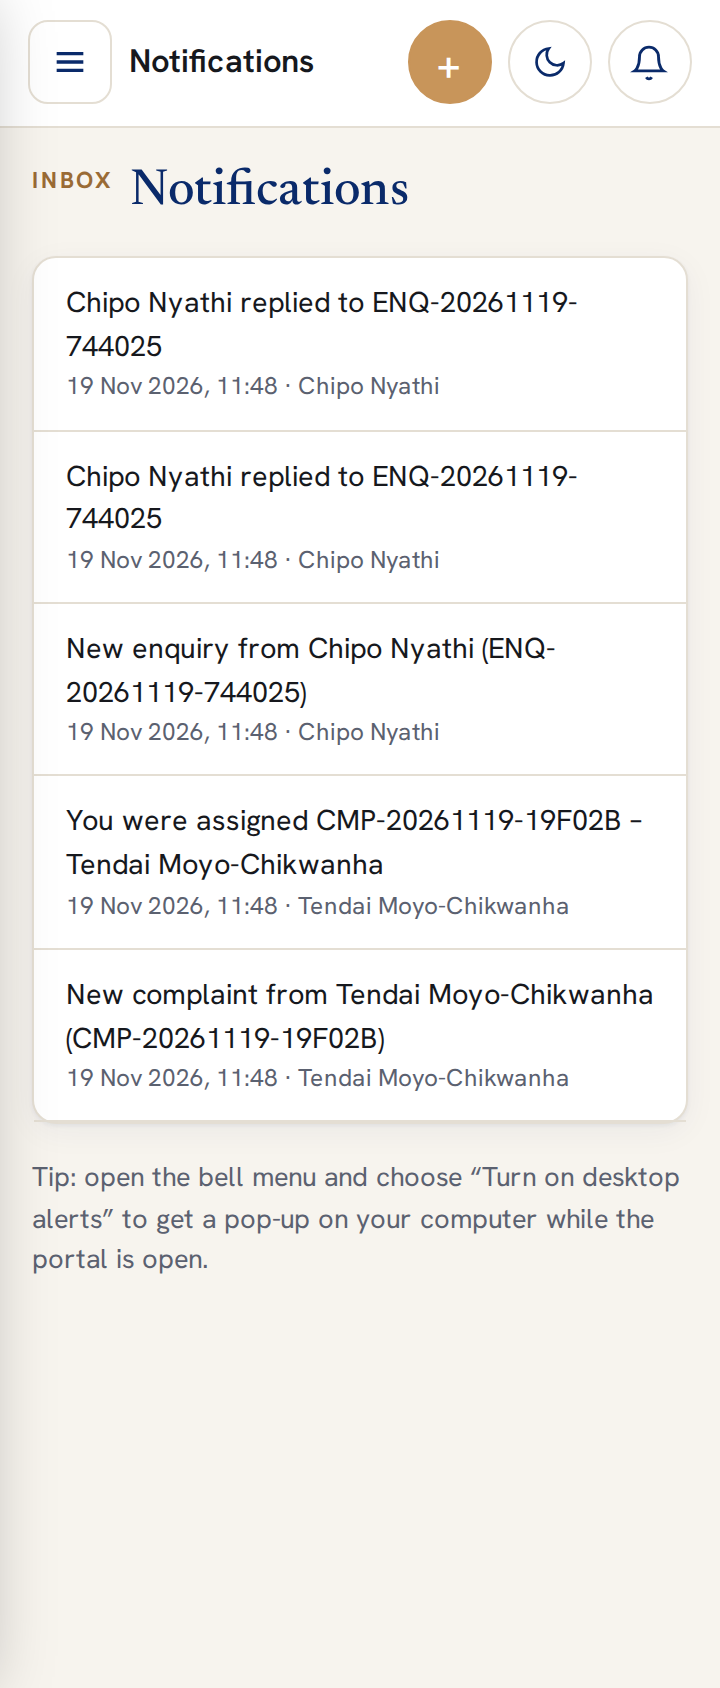 Notifications
+
INBOX Notifications
Chipo Nyathi replied to ENQ-20261119-
744025
19 Nov 2026, 11:48 · Chipo Nyathi
Chipo Nyathi replied to ENQ-20261119-
744025
19 Nov 2026, 11:48 · Chipo Nyathi
New enquiry from Chipo Nyathi (ENQ-
20261119-744025)
19 Nov 2026, 11:48 · Chipo Nyathi
You were assigned CMP-20261119-19F02B –
Tendai Moyo-Chikwanha
19 Nov 2026, 11:48 · Tendai Moyo-Chikwanha
New complaint from Tendai Moyo-Chikwanha
(CMP-20261119-19F02B)
19 Nov 2026, 11:48 · Tendai Moyo-Chikwanha
Tip: open the bell menu and choose “Turn on desktop
alerts” to get a pop-up on your computer while the
portal is open.